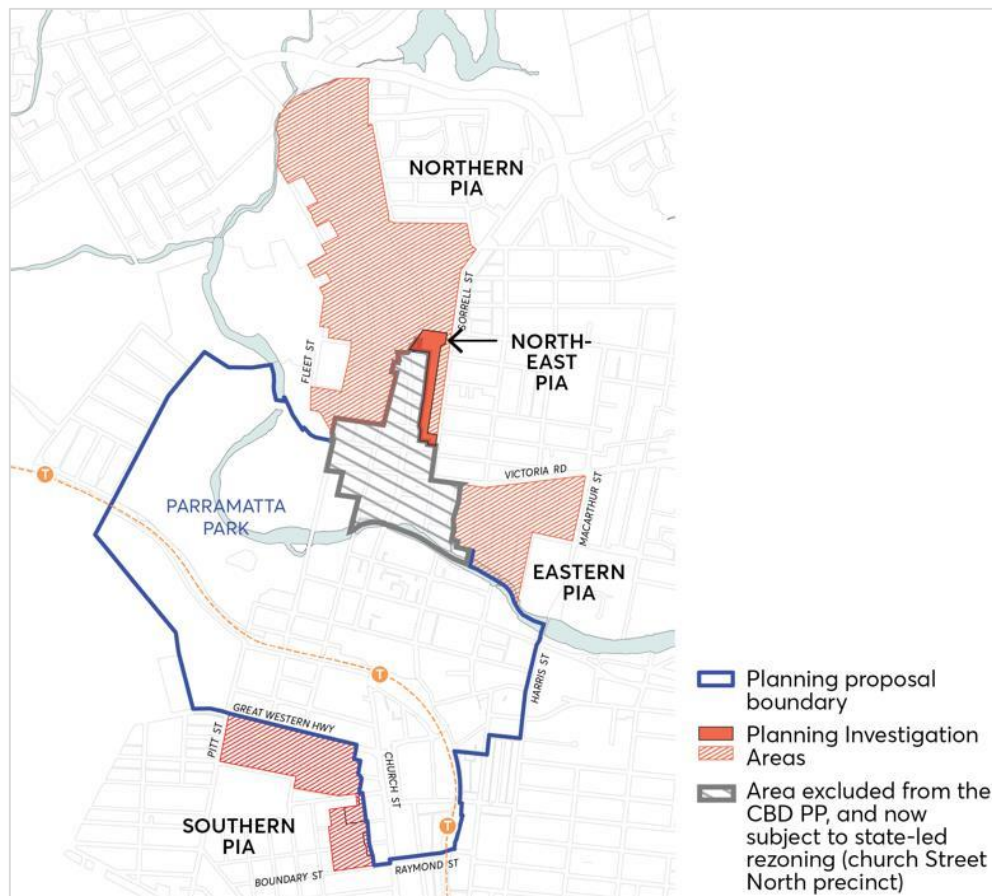 NORTHERN
PIA
SORRELL ST
NORTH-
EAST
PIA
FLEET ST
VICTORIA RD
MACARTHUR ST
PARRAMATTA
PARK
T
EASTERN
PIA
HARRIS ST
T
GREAT WESTERN HWY
PITT ST
CHURCH ST
SOUTHERN
PIA
T
RAYMOND ST
BOUNDARY ST
Planning proposal
boundary
Planning Investigation
Areas
Area excluded from the
CBD PP, and now
subject to state-led
rezoning (church Street
North precinct)